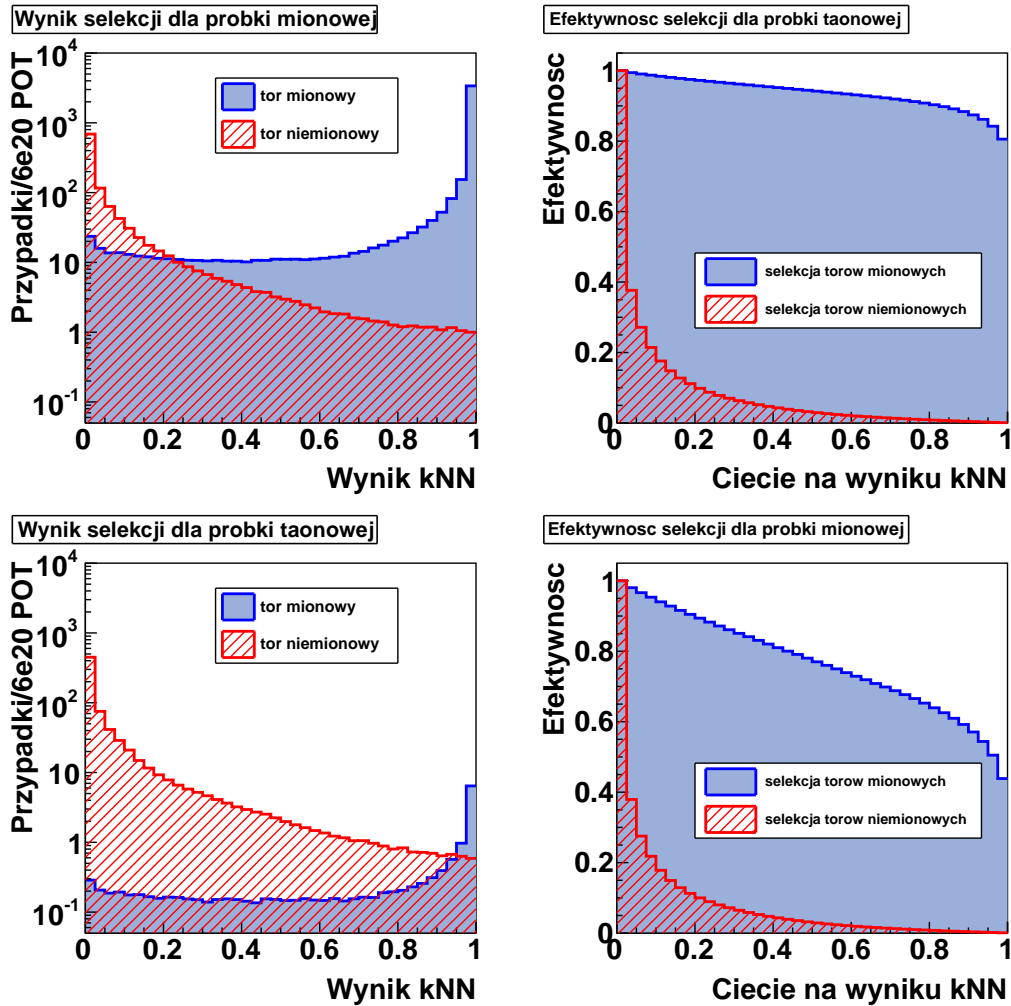 Wynik selekcji dla probki mionowej
Przypadki/6e20 POT
10^4
10^3
10^2
10
1
10^-1
tor mionowy
tor niemionowy
0 0.2 0.4 0.6 0.8 1
Wynik kNN
Efektywnosc selekcji dla probki taonowej
Efektywnosc
1
0.8
0.6
0.4
0.2
0
selekcja torow mionowych
selekcja torow niemionowych
0 0.2 0.4 0.6 0.8 1
Ciecie na wyniku kNN
Wynik selekcji dla probki taonowej
Przypadki/6e20 POT
10^4
10^3
10^2
10
1
10^-1
tor mionowy
tor niemionowy
0 0.2 0.4 0.6 0.8 1
Wynik kNN
Efektywnosc selekcji dla probki mionowej
Efektywnosc
1
0.8
0.6
0.4
0.2
0
selekcja torow mionowych
selekcja torow niemionowych
0 0.2 0.4 0.6 0.8 1
Ciecie na wyniku kNN